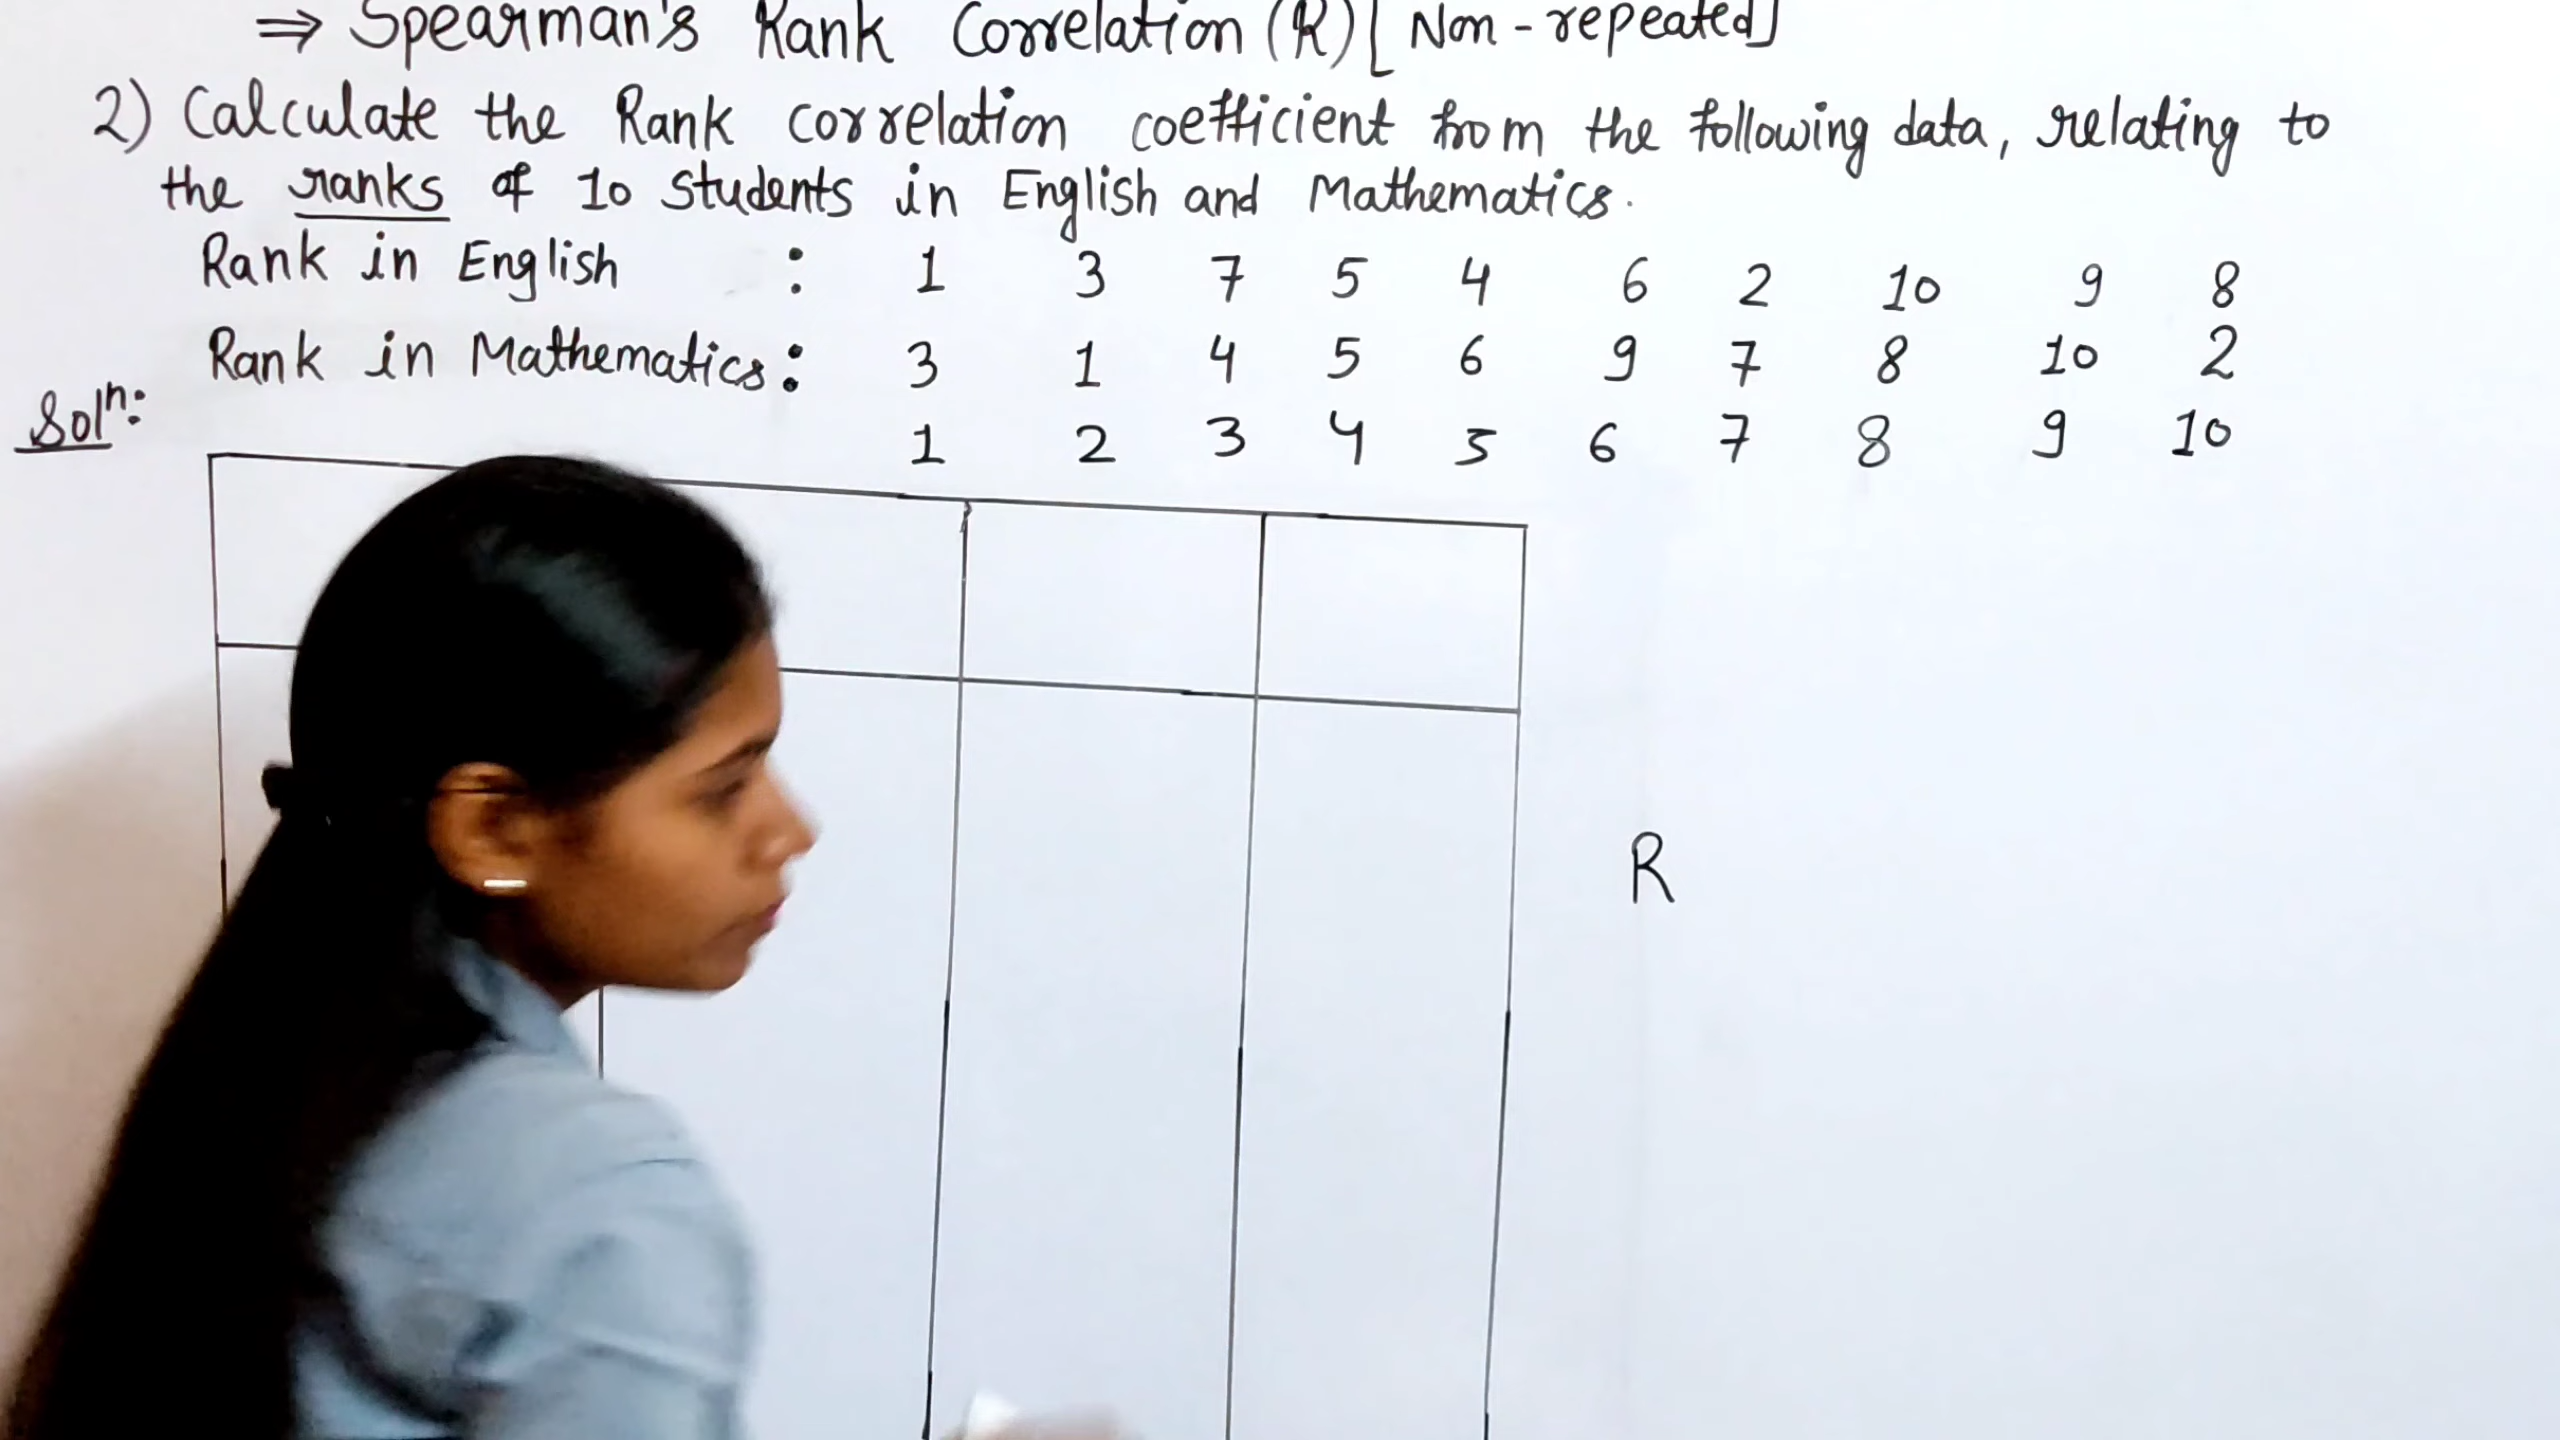 ⇒ Spearman's Rank Correlation (R) [Non-repeated]
2) Calculate the Rank correlation coefficient from the following data, relating to
the ranks of 10 students in English and Mathematics.
Rank in English : 1 3 7 5 4 6 2 10 9 8
Rank in Mathematics : 3 1 4 5 6 9 7 8 10 2
Solⁿ:
1 2 3 4 5 6 7 8 9 10
R